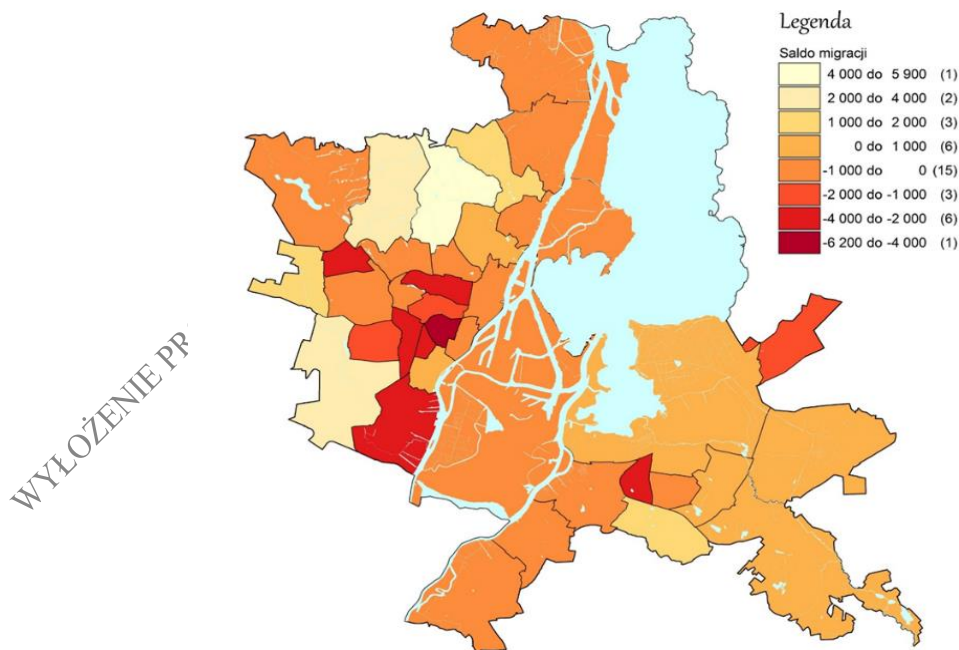 Legenda
Saldo migracji
4 000 do 5 900 (1)
2 000 do 4 000 (2)
1 000 do 2 000 (3)
0 do 1 000 (6)
-1 000 do 0 (15)
-2 000 do -1 000 (3)
-4 000 do -2 000 (6)
-6 200 do -4 000 (1)
WYŁOŻENIE PR